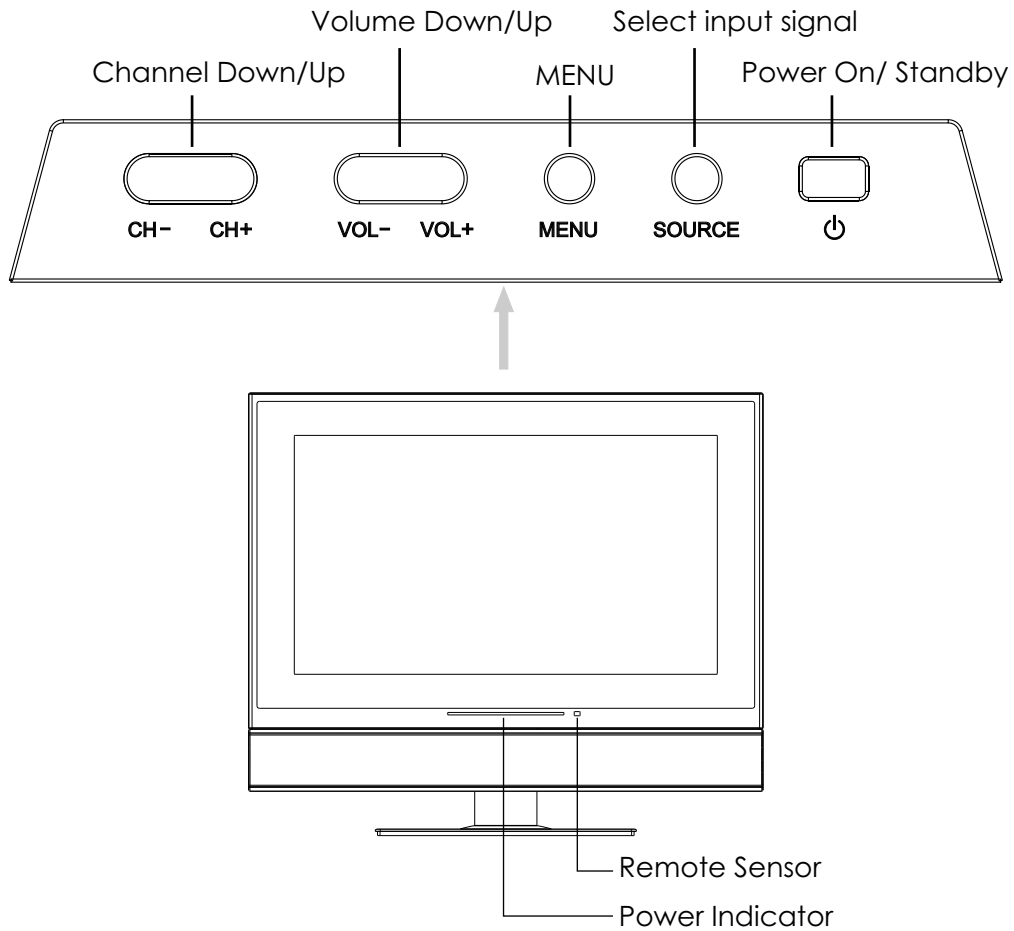 Volume Down/Up
Select input signal
Channel Down/Up
MENU
Power On/ Standby
CH- CH+
VOL- VOL+
MENU
SOURCE
Remote Sensor
Power Indicator